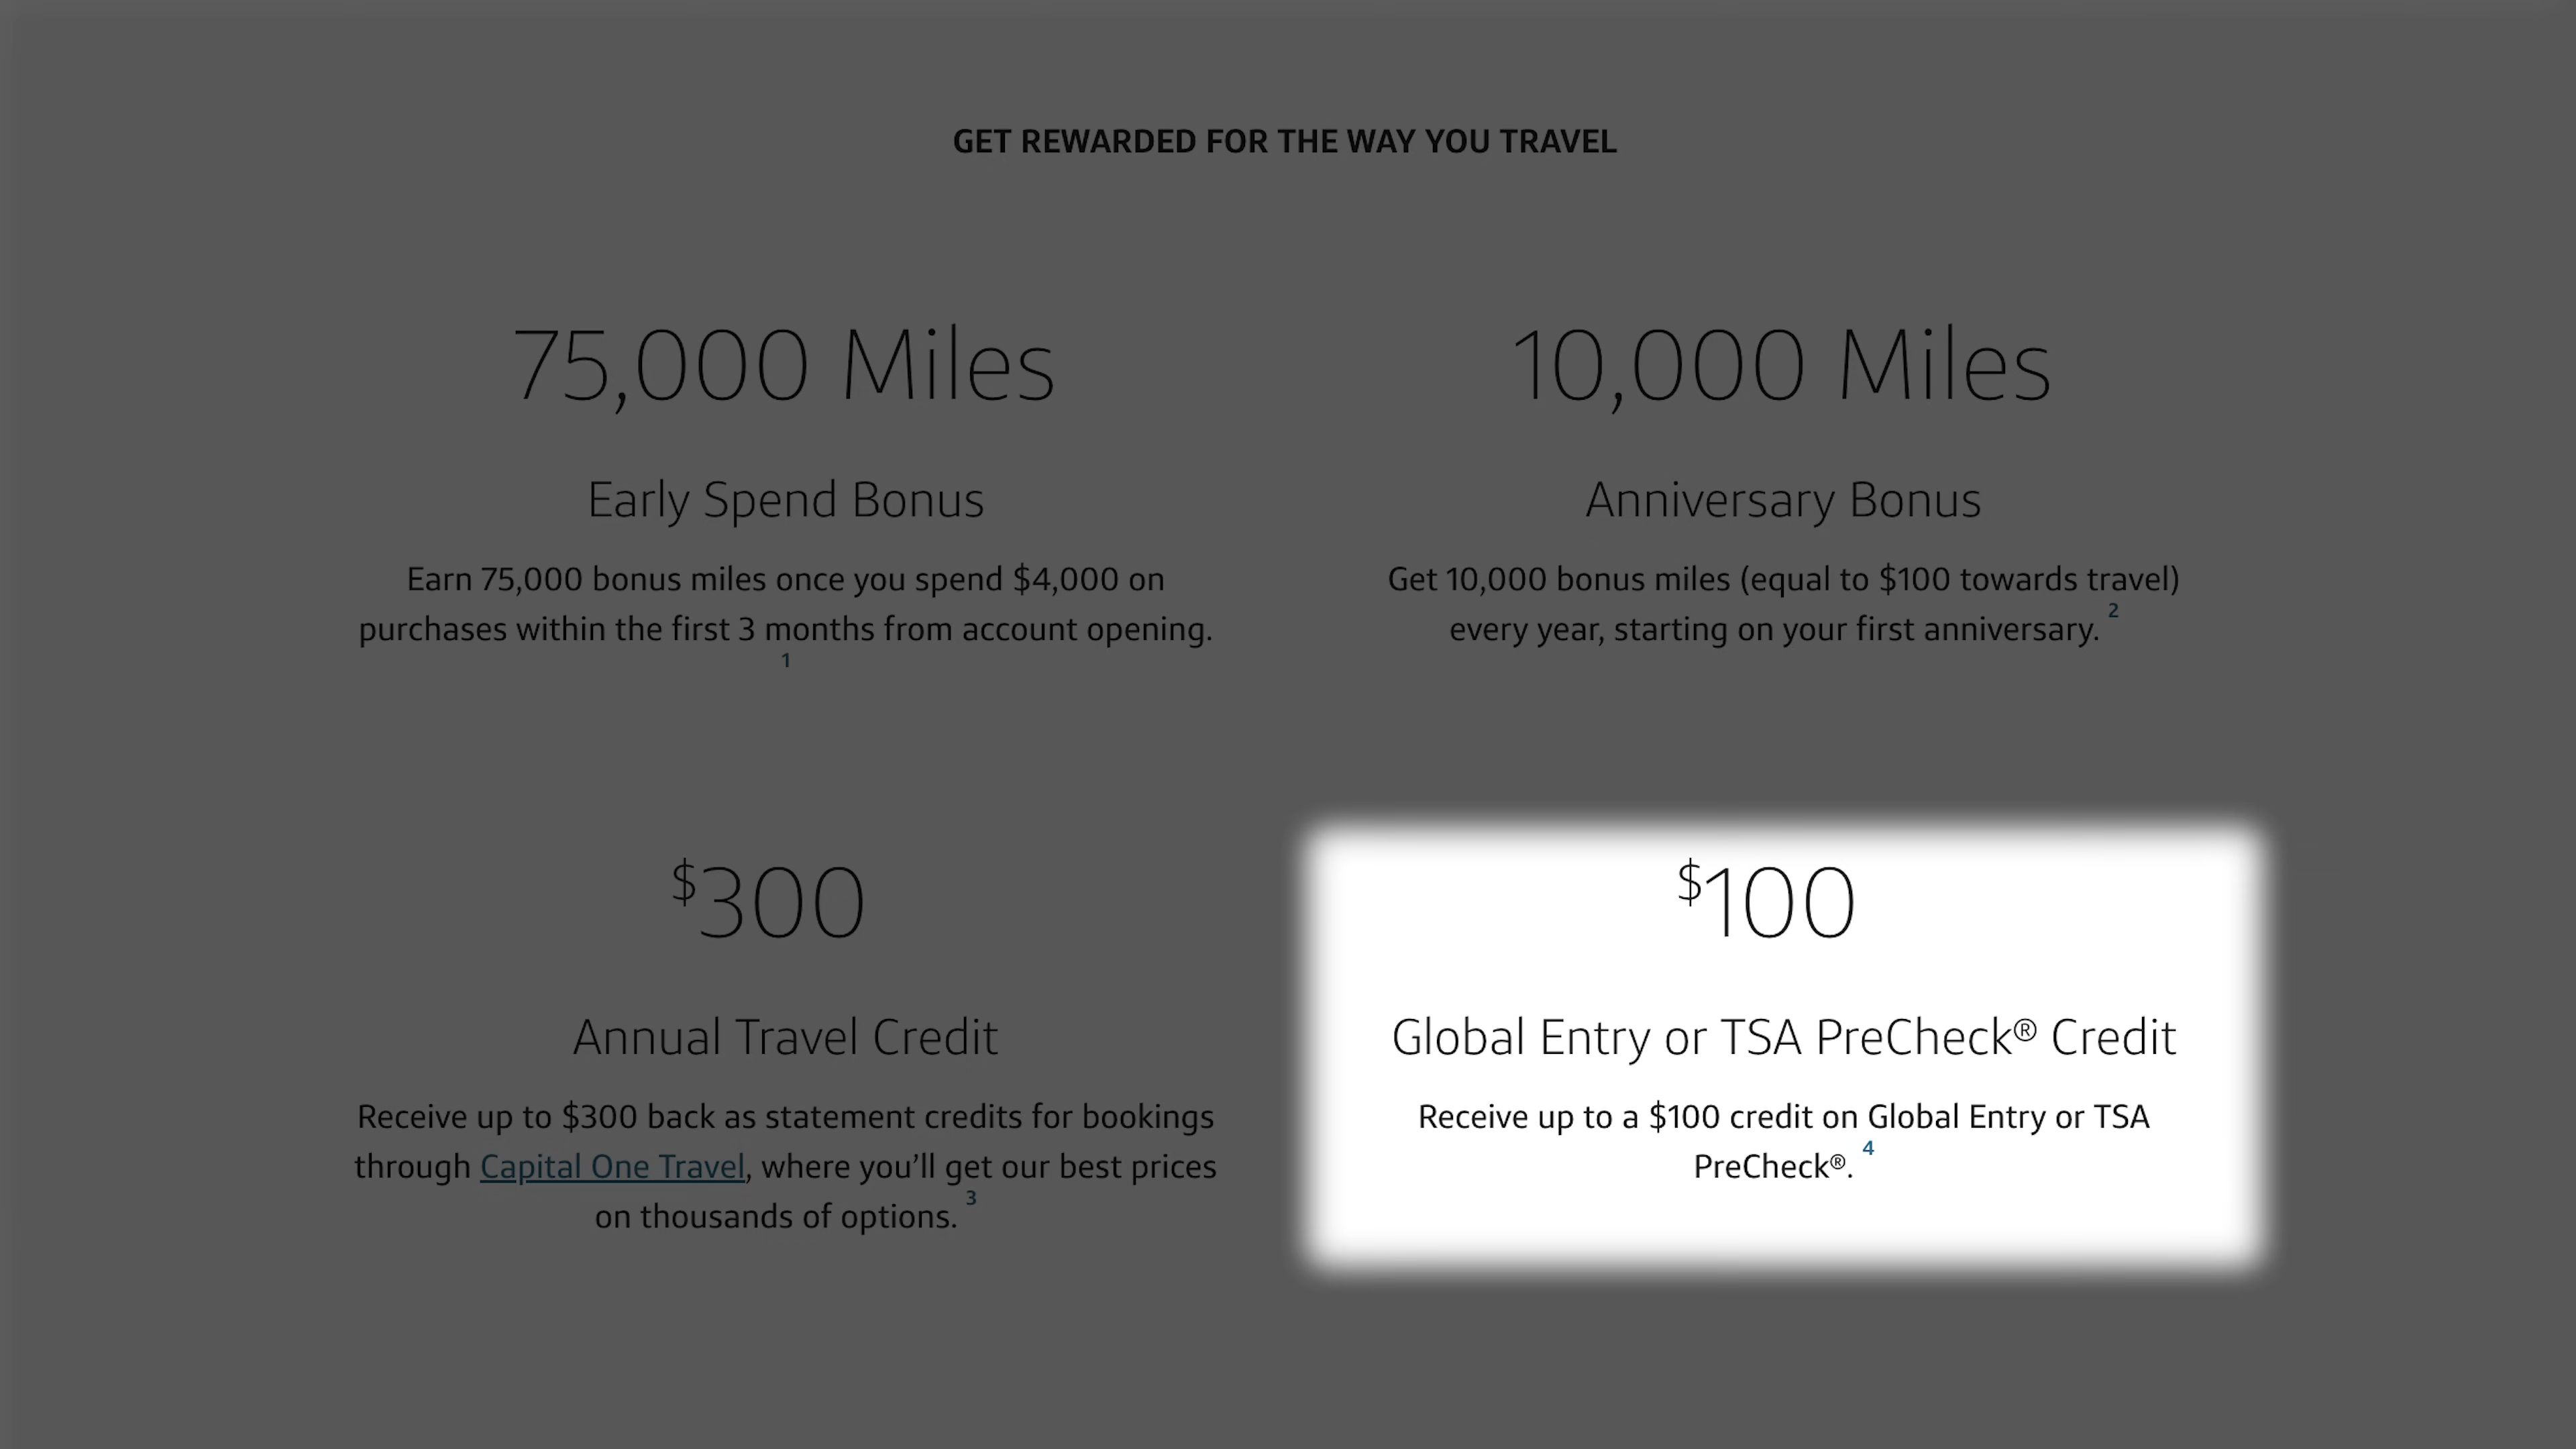 GET REWARDED FOR THE WAY YOU TRAVEL
75,000 Miles
Early Spend Bonus
Earn 75,000 bonus miles once you spend $4,000 on
purchases within the first 3 months from account opening.
1
10,000 Miles
Anniversary Bonus
Get 10,000 bonus miles (equal to $100 towards travel)
every year, starting on your first anniversary. 2
$300
Annual Travel Credit
Receive up to $300 back as statement credits for bookings
through Capital One Travel, where you’ll get our best prices
on thousands of options. 3
$100
Global Entry or TSA PreCheck® Credit
Receive up to a $100 credit on Global Entry or TSA
PreCheck®. 4